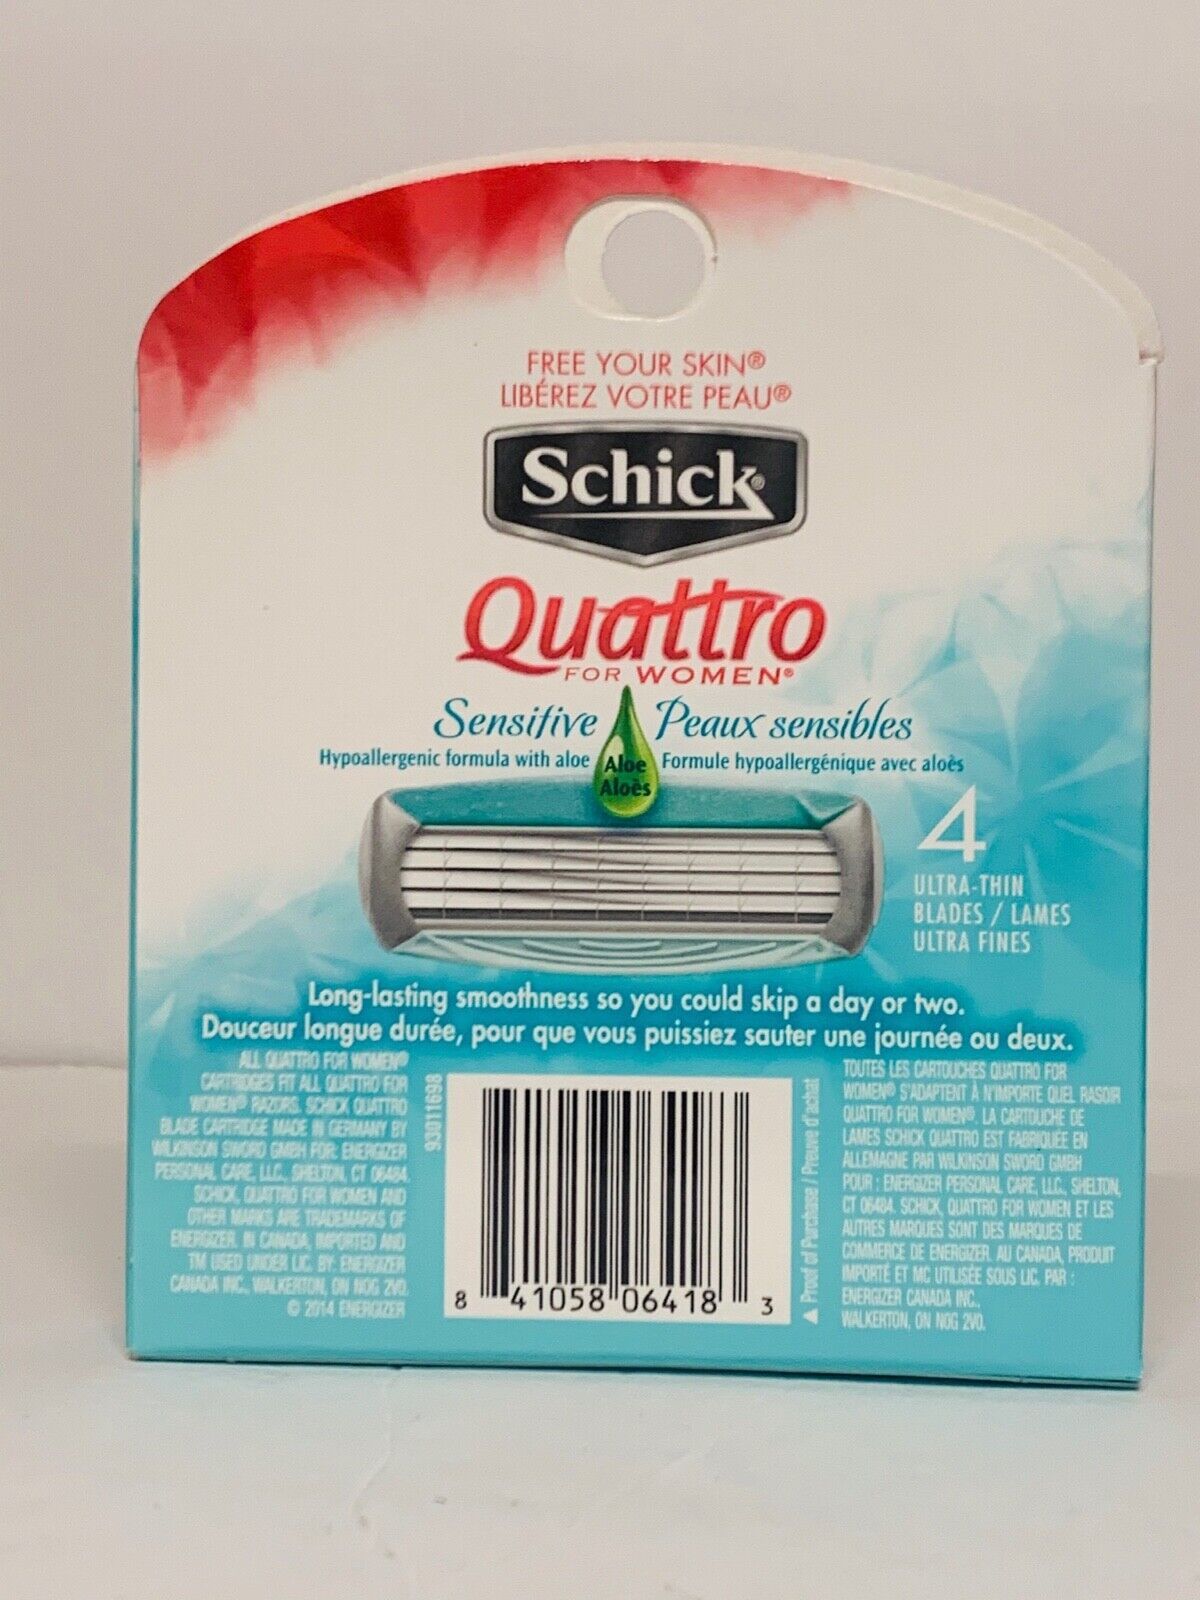 FREE YOUR SKIN®
LIBÉREZ VOTRE PEAU®
Schick®
Quattro
FOR WOMEN®
Sensitive Peaux sensibles
Hypoallergenic formula with aloe
Aloe
Aloès
Formule hypoallergénique avec aloès
4
ULTRA-THIN
BLADES / LAMES
ULTRA FINES
Long-lasting smoothness so you could skip a day or two.
Douceur longue durée, pour que vous puissiez sauter une journée ou deux.
ALL QUATTRO FOR WOMEN®
CARTRIDGES FIT ALL QUATTRO FOR
WOMEN® RAZORS. SCHICK QUATTRO
BLADE CARTRIDGE MADE IN GERMANY BY
WILKINSON SWORD GMBH FOR: ENERGIZER
PERSONAL CARE, LLC., SHELTON, CT 06484.
SCHICK, QUATTRO FOR WOMEN AND
OTHER MARKS ARE TRADEMARKS OF
ENERGIZER. IN CANADA, IMPORTED AND
TM USED UNDER LIC. BY: ENERGIZER
CANADA INC., WALKERTON, ON N0G 2V0.
© 2014 ENERGIZER
93011698
8 41058 06418 3
▲ Proof of Purchase / Preuve d'achat
TOUTES LES CARTOUCHES QUATTRO FOR
WOMEN® S'ADAPTENT À N'IMPORTE QUEL RASOIR
QUATTRO FOR WOMEN®. LA CARTOUCHE DE
LAMES SCHICK QUATTRO EST FABRIQUÉE EN
ALLEMAGNE PAR WILKINSON SWORD GMBH
POUR : ENERGIZER PERSONAL CARE, LLC., SHELTON,
CT 06484. SCHICK, QUATTRO FOR WOMEN ET LES
AUTRES MARQUES SONT DES MARQUES DE
COMMERCE DE ENERGIZER. AU CANADA, PRODUIT
IMPORTÉ ET MC UTILISÉE SOUS LIC. PAR :
ENERGIZER CANADA INC.,
WALKERTON, ON N0G 2V0.